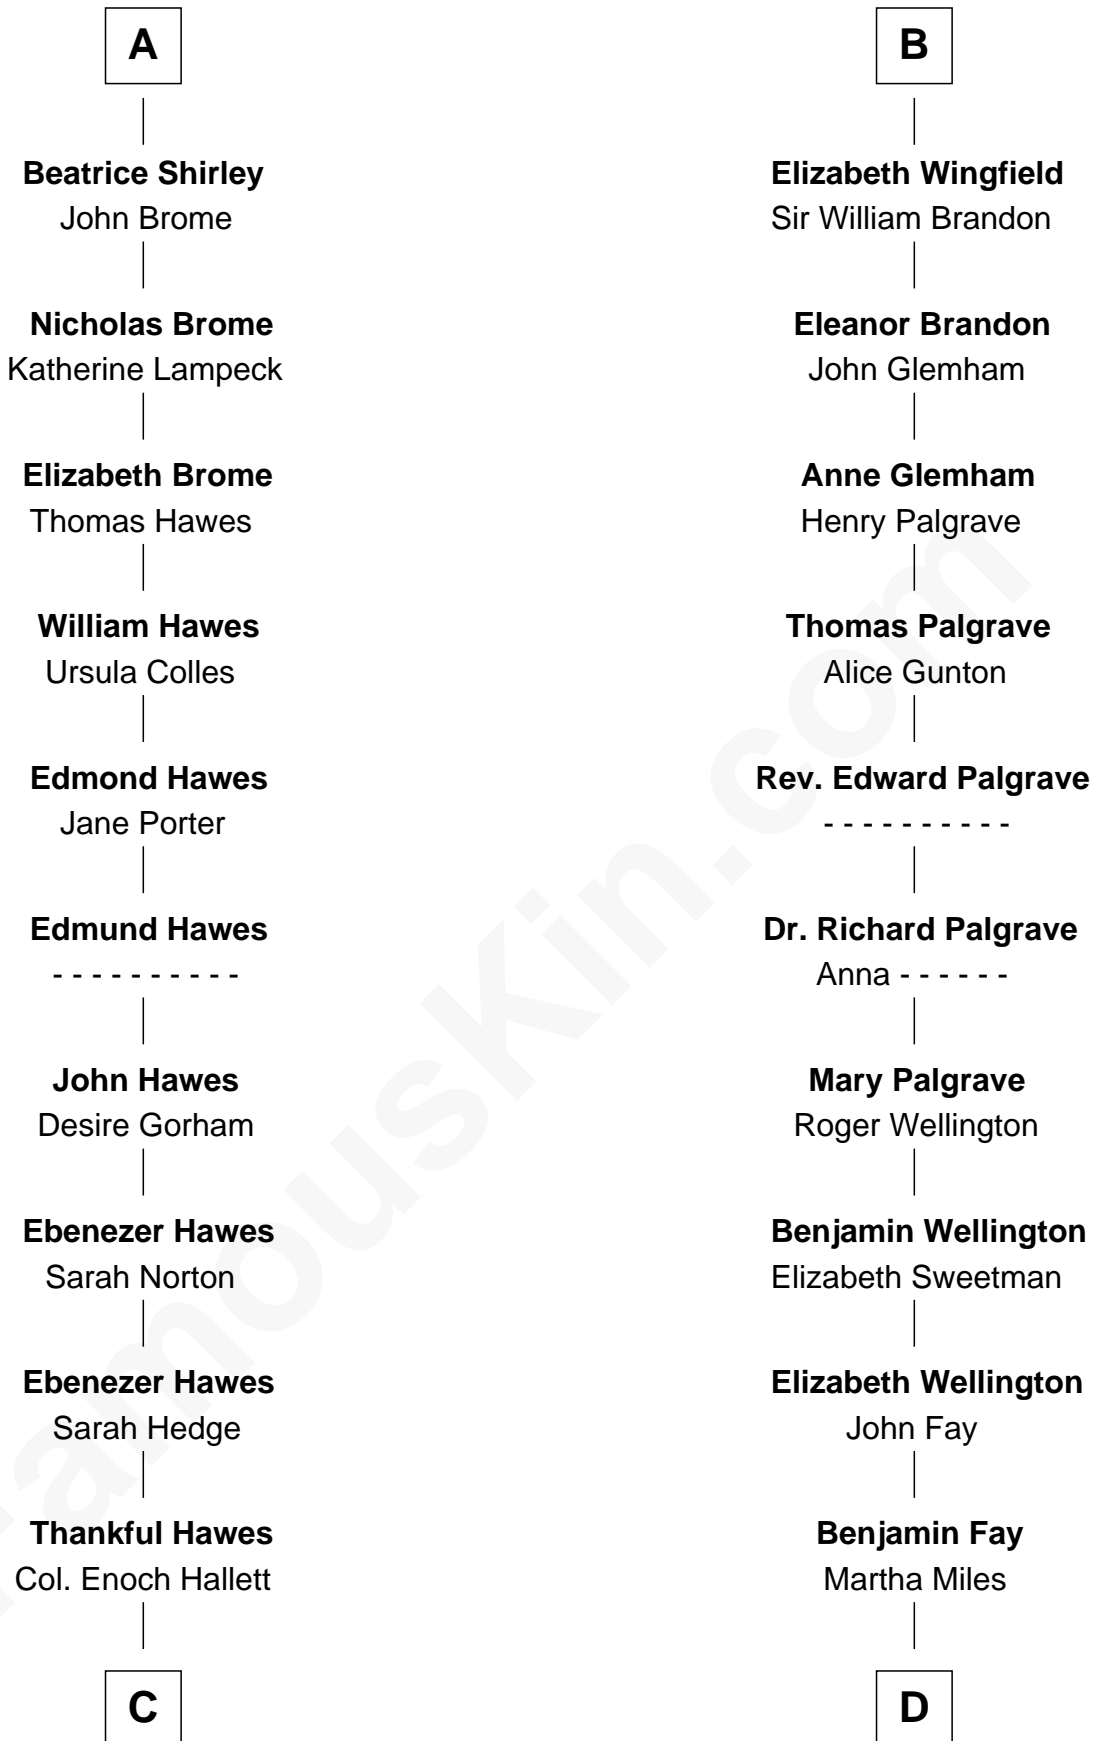 A
Beatrice Shirley
John Brome
Nicholas Brome
Katherine Lampeck
Elizabeth Brome
Thomas Hawes
William Hawes
Ursula Colles
Edmond Hawes
Jane Porter
Edmund Hawes
- - - - - - - - - -
John Hawes
Desire Gorham
Ebenezer Hawes
Sarah Norton
Ebenezer Hawes
Sarah Hedge
Thankful Hawes
Col. Enoch Hallett
C
B
Elizabeth Wingfield
Sir William Brandon
Eleanor Brandon
John Glemham
Anne Glemham
Henry Palgrave
Thomas Palgrave
Alice Gunton
Rev. Edward Palgrave
- - - - - - - - - -
Dr. Richard Palgrave
Anna - - - - - -
Mary Palgrave
Roger Wellington
Benjamin Wellington
Elizabeth Sweetman
Elizabeth Wellington
John Fay
Benjamin Fay
Martha Miles
D
FamousKin.com